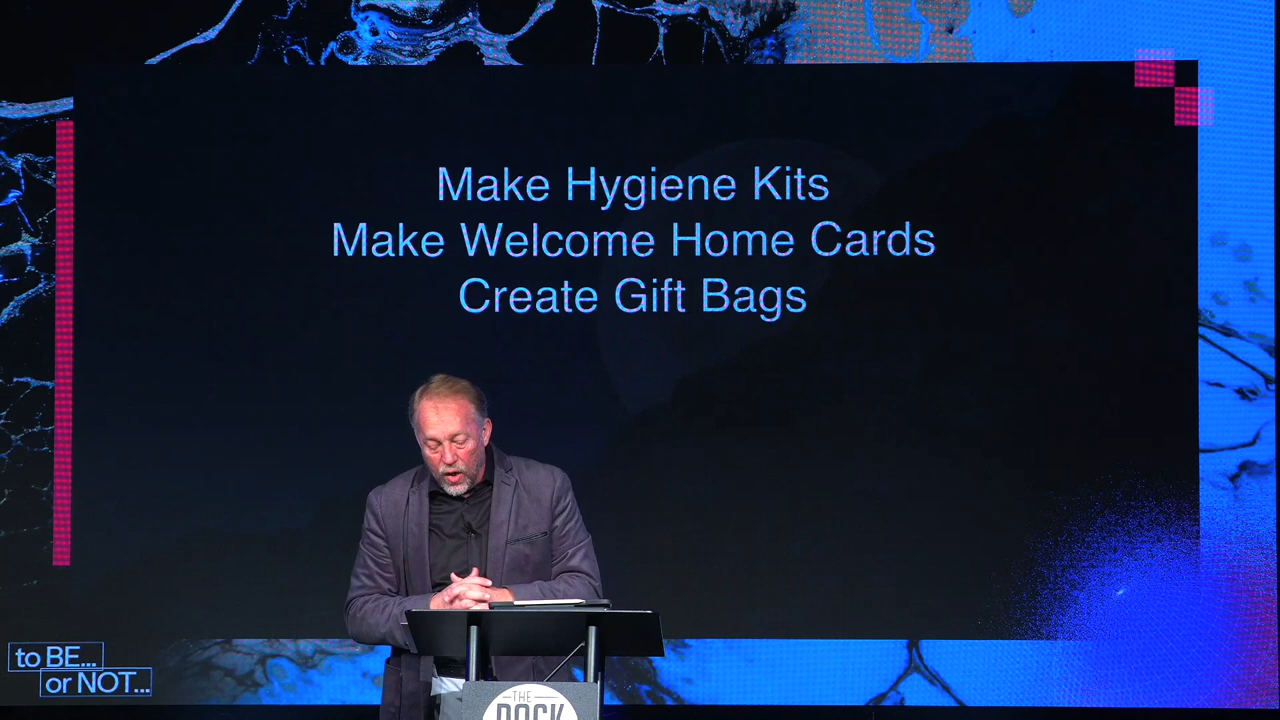 Make Hygiene Kits
Make Welcome Home Cards
Create Gift Bags
to BE...
or NOT...
THE